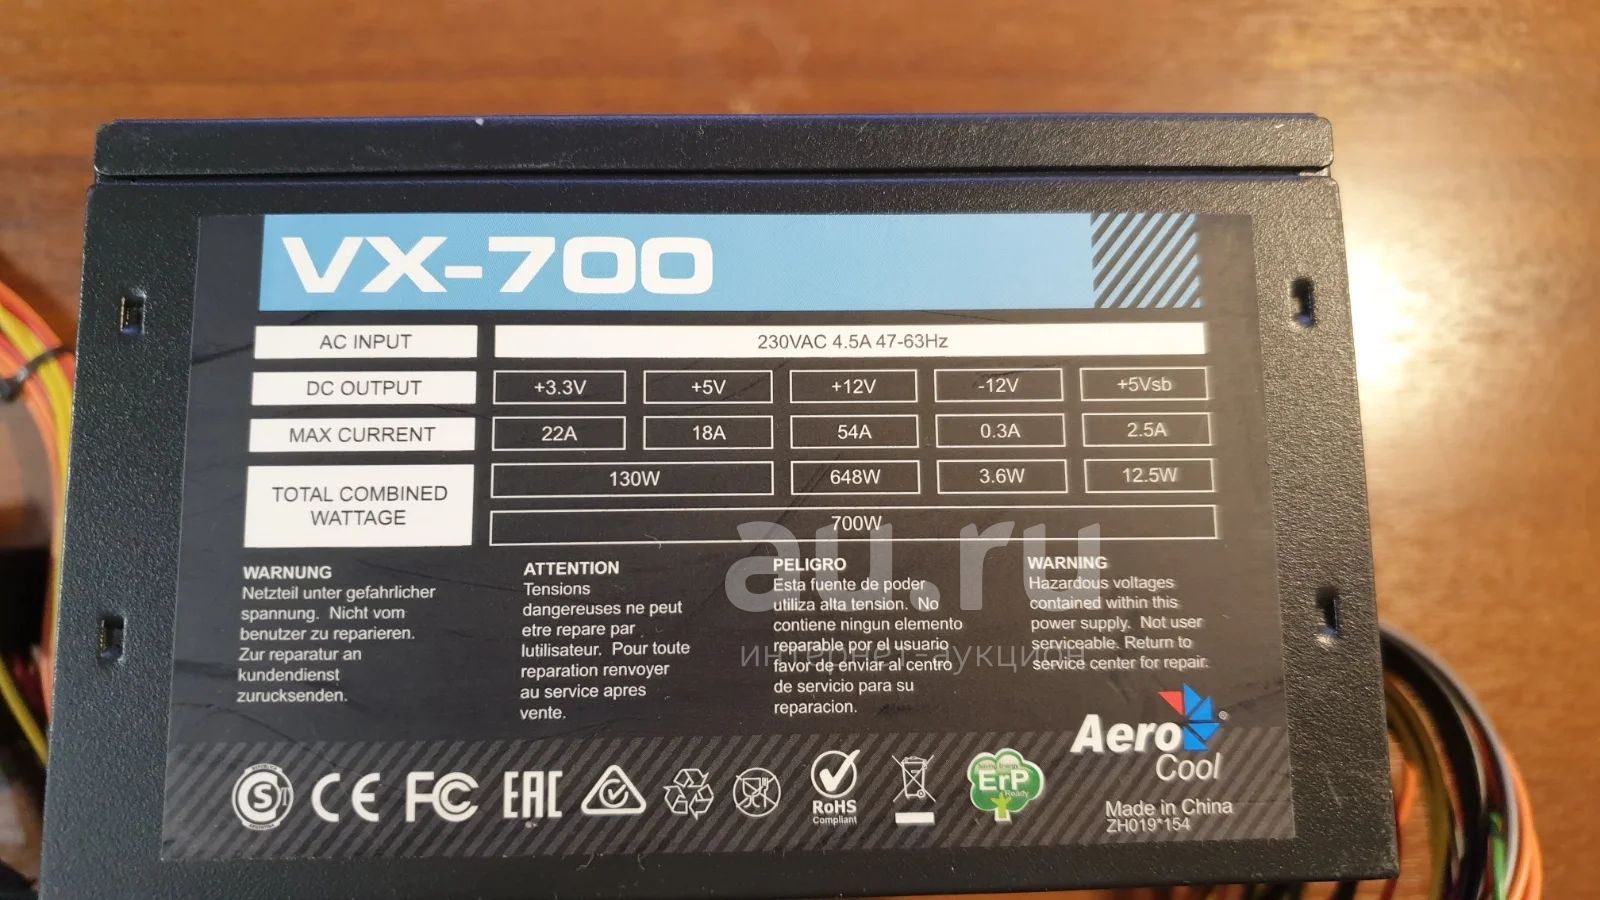 VX-700
AC INPUT 230VAC 4.5A 47-63Hz
DC OUTPUT +3.3V +5V +12V -12V +5Vsb
MAX CURRENT 22A 18A 54A 0.3A 2.5A
TOTAL COMBINED WATTAGE 130W 648W 3.6W 12.5W
700W
WARNUNG
Netzteil unter gefahrlicher
spannung. Nicht vom
benutzer zu reparieren.
Zur reparatur an
kundendienst
zurucksenden.
ATTENTION
Tensions
dangereuses ne peut
etre repare par
lutilisateur. Pour toute
reparation renvoyer
au service apres
vente.
PELIGRO
Esta fuente de poder
utiliza alta tension. No
contiene ningun elemento
reparable por el usuario
favor de enviar al centro
de servicio para su
reparacion.
WARNING
Hazardous voltages
contained within this
power supply. Not user
serviceable. Return to
service center for repair.
au.ru
интернет-аукцион
Aero
Cool
®
S
CE
FC
EAC
RoHS
Compliant
ErP
Ready
Made in China
ZH019*154